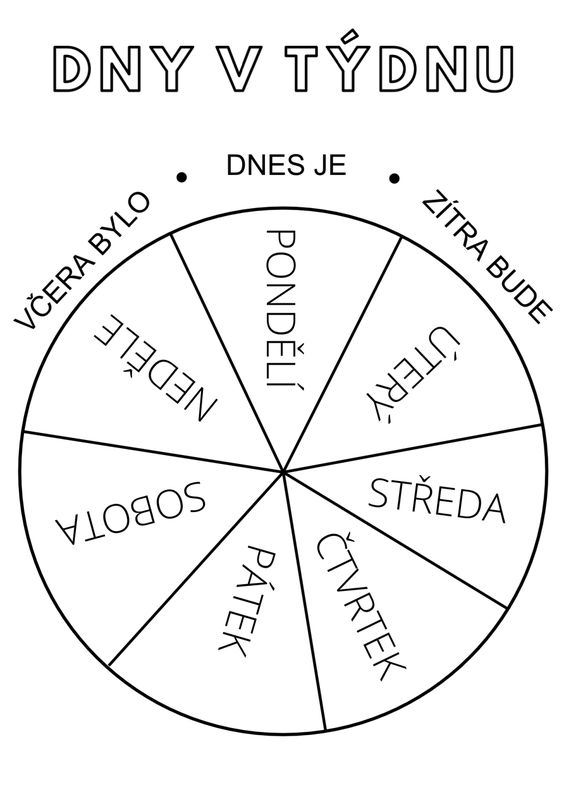 DNY V TÝDNU
VČERA BYLO
• DNES JE •
ZÍTRA BUDE
PONDĚLÍ
ÚTERÝ
STŘEDA
ČTVRTEK
PÁTEK
SOBOTA
NEDĚLE